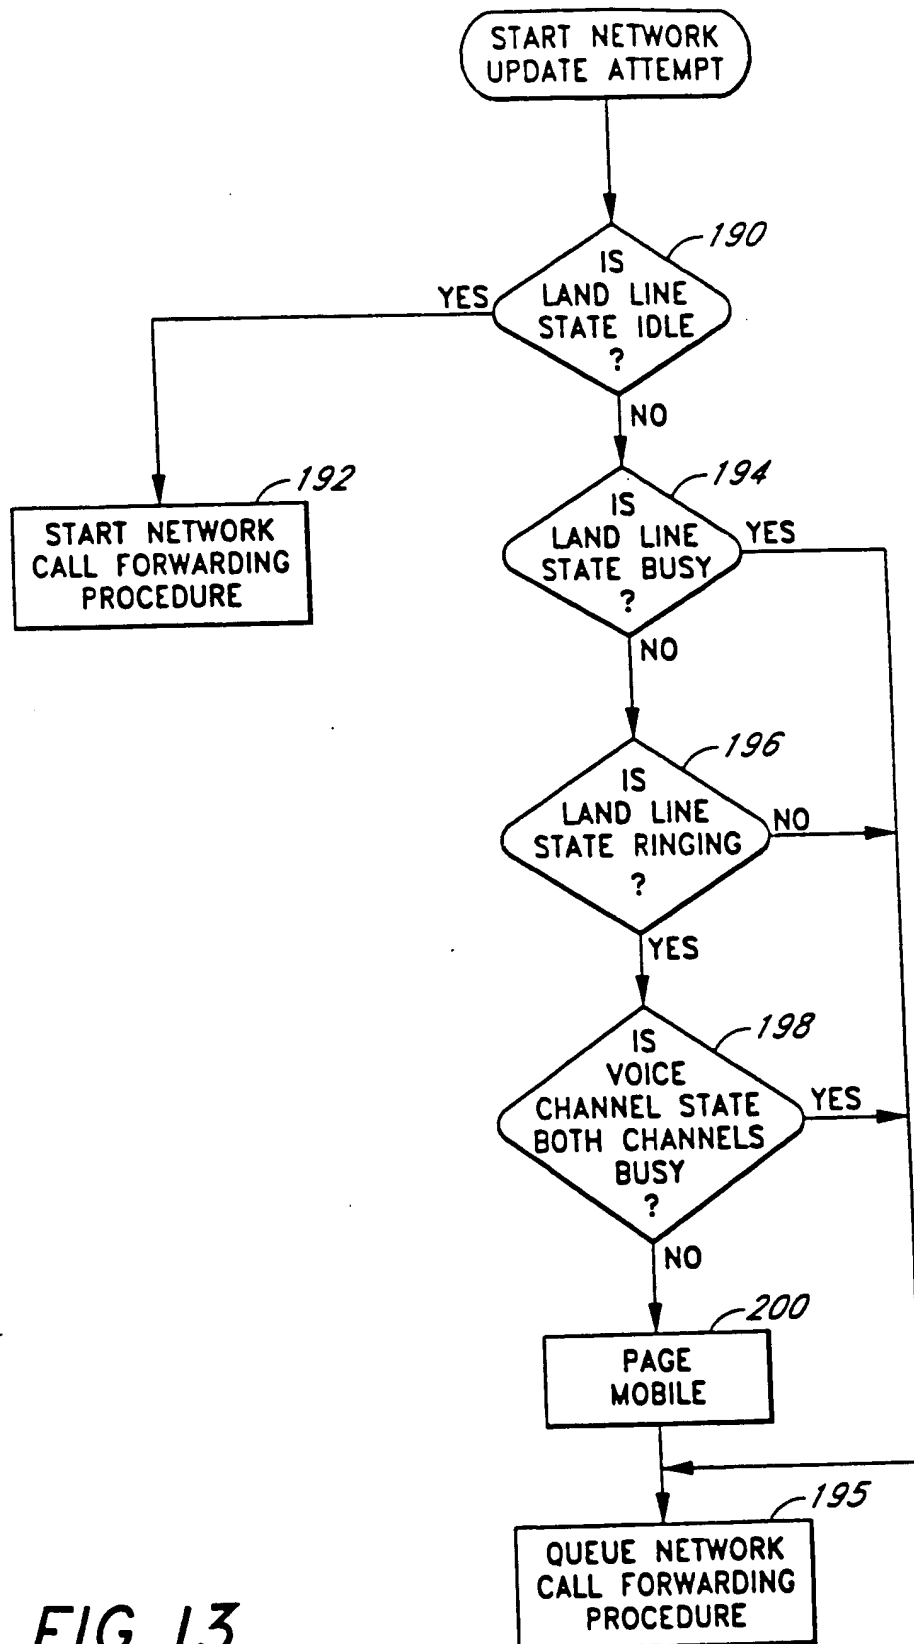 START NETWORK
UPDATE ATTEMPT
190
IS
LAND LINE
STATE IDLE
?
YES
NO
192
START NETWORK
CALL FORWARDING
PROCEDURE
194
IS
LAND LINE
STATE BUSY
?
YES
NO
196
IS
LAND LINE
STATE RINGING
?
NO
YES
198
IS
VOICE
CHANNEL STATE
BOTH CHANNELS
BUSY
?
YES
NO
200
PAGE
MOBILE
195
QUEUE NETWORK
CALL FORWARDING
PROCEDURE
FIG. 13